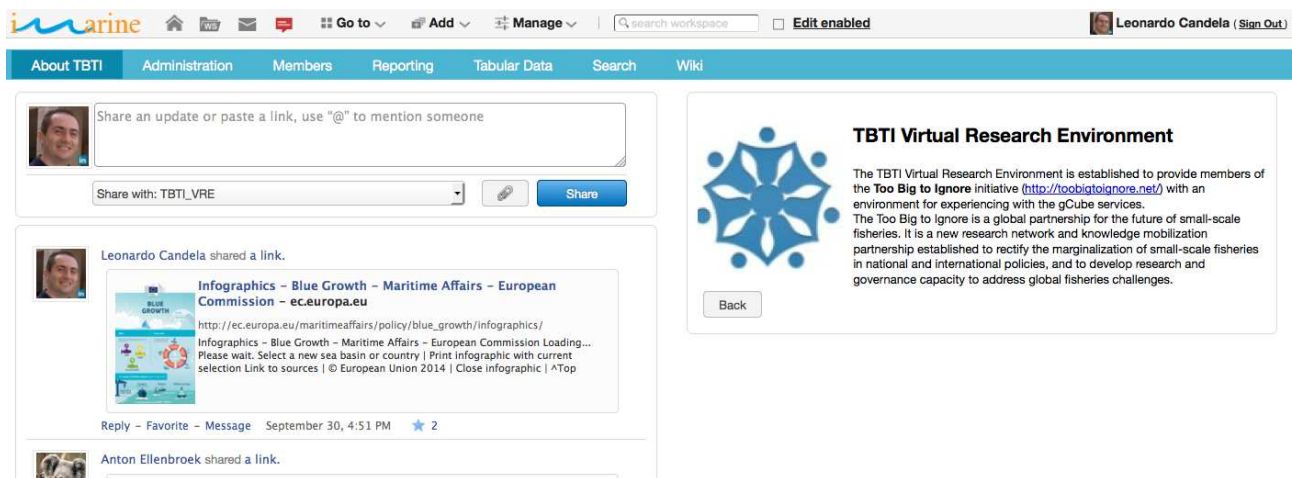 imarine
WS
Go to
Add
Manage
search workspace
Edit enabled
Leonardo Candela (Sign Out)
About TBTI
Administration
Members
Reporting
Tabular Data
Search
Wiki
Share an update or paste a link, use "@" to mention someone
Share with: TBTI_VRE
Share
Leonardo Candela shared a link.
BLUE
GROWTH
Infographics – Blue Growth – Maritime Affairs – European
Commission – ec.europa.eu
http://ec.europa.eu/maritimeaffairs/policy/blue_growth/infographics/
Infographics – Blue Growth – Maritime Affairs – European Commission Loading...
Please wait. Select a new sea basin or country | Print infographic with current
selection Link to sources | © European Union 2014 | Close infographic | ^Top
Reply – Favorite – Message September 30, 4:51 PM 2
Anton Ellenbroek shared a link.
TBTI Virtual Research Environment
The TBTI Virtual Research Environment is established to provide members of
the Too Big to Ignore initiative (http://toobigtoignore.net/) with an
environment for experiencing with the gCube services.
The Too Big to Ignore is a global partnership for the future of small-scale
fisheries. It is a new research network and knowledge mobilization
partnership established to rectify the marginalization of small-scale fisheries
in national and international policies, and to develop research and
governance capacity to address global fisheries challenges.
Back